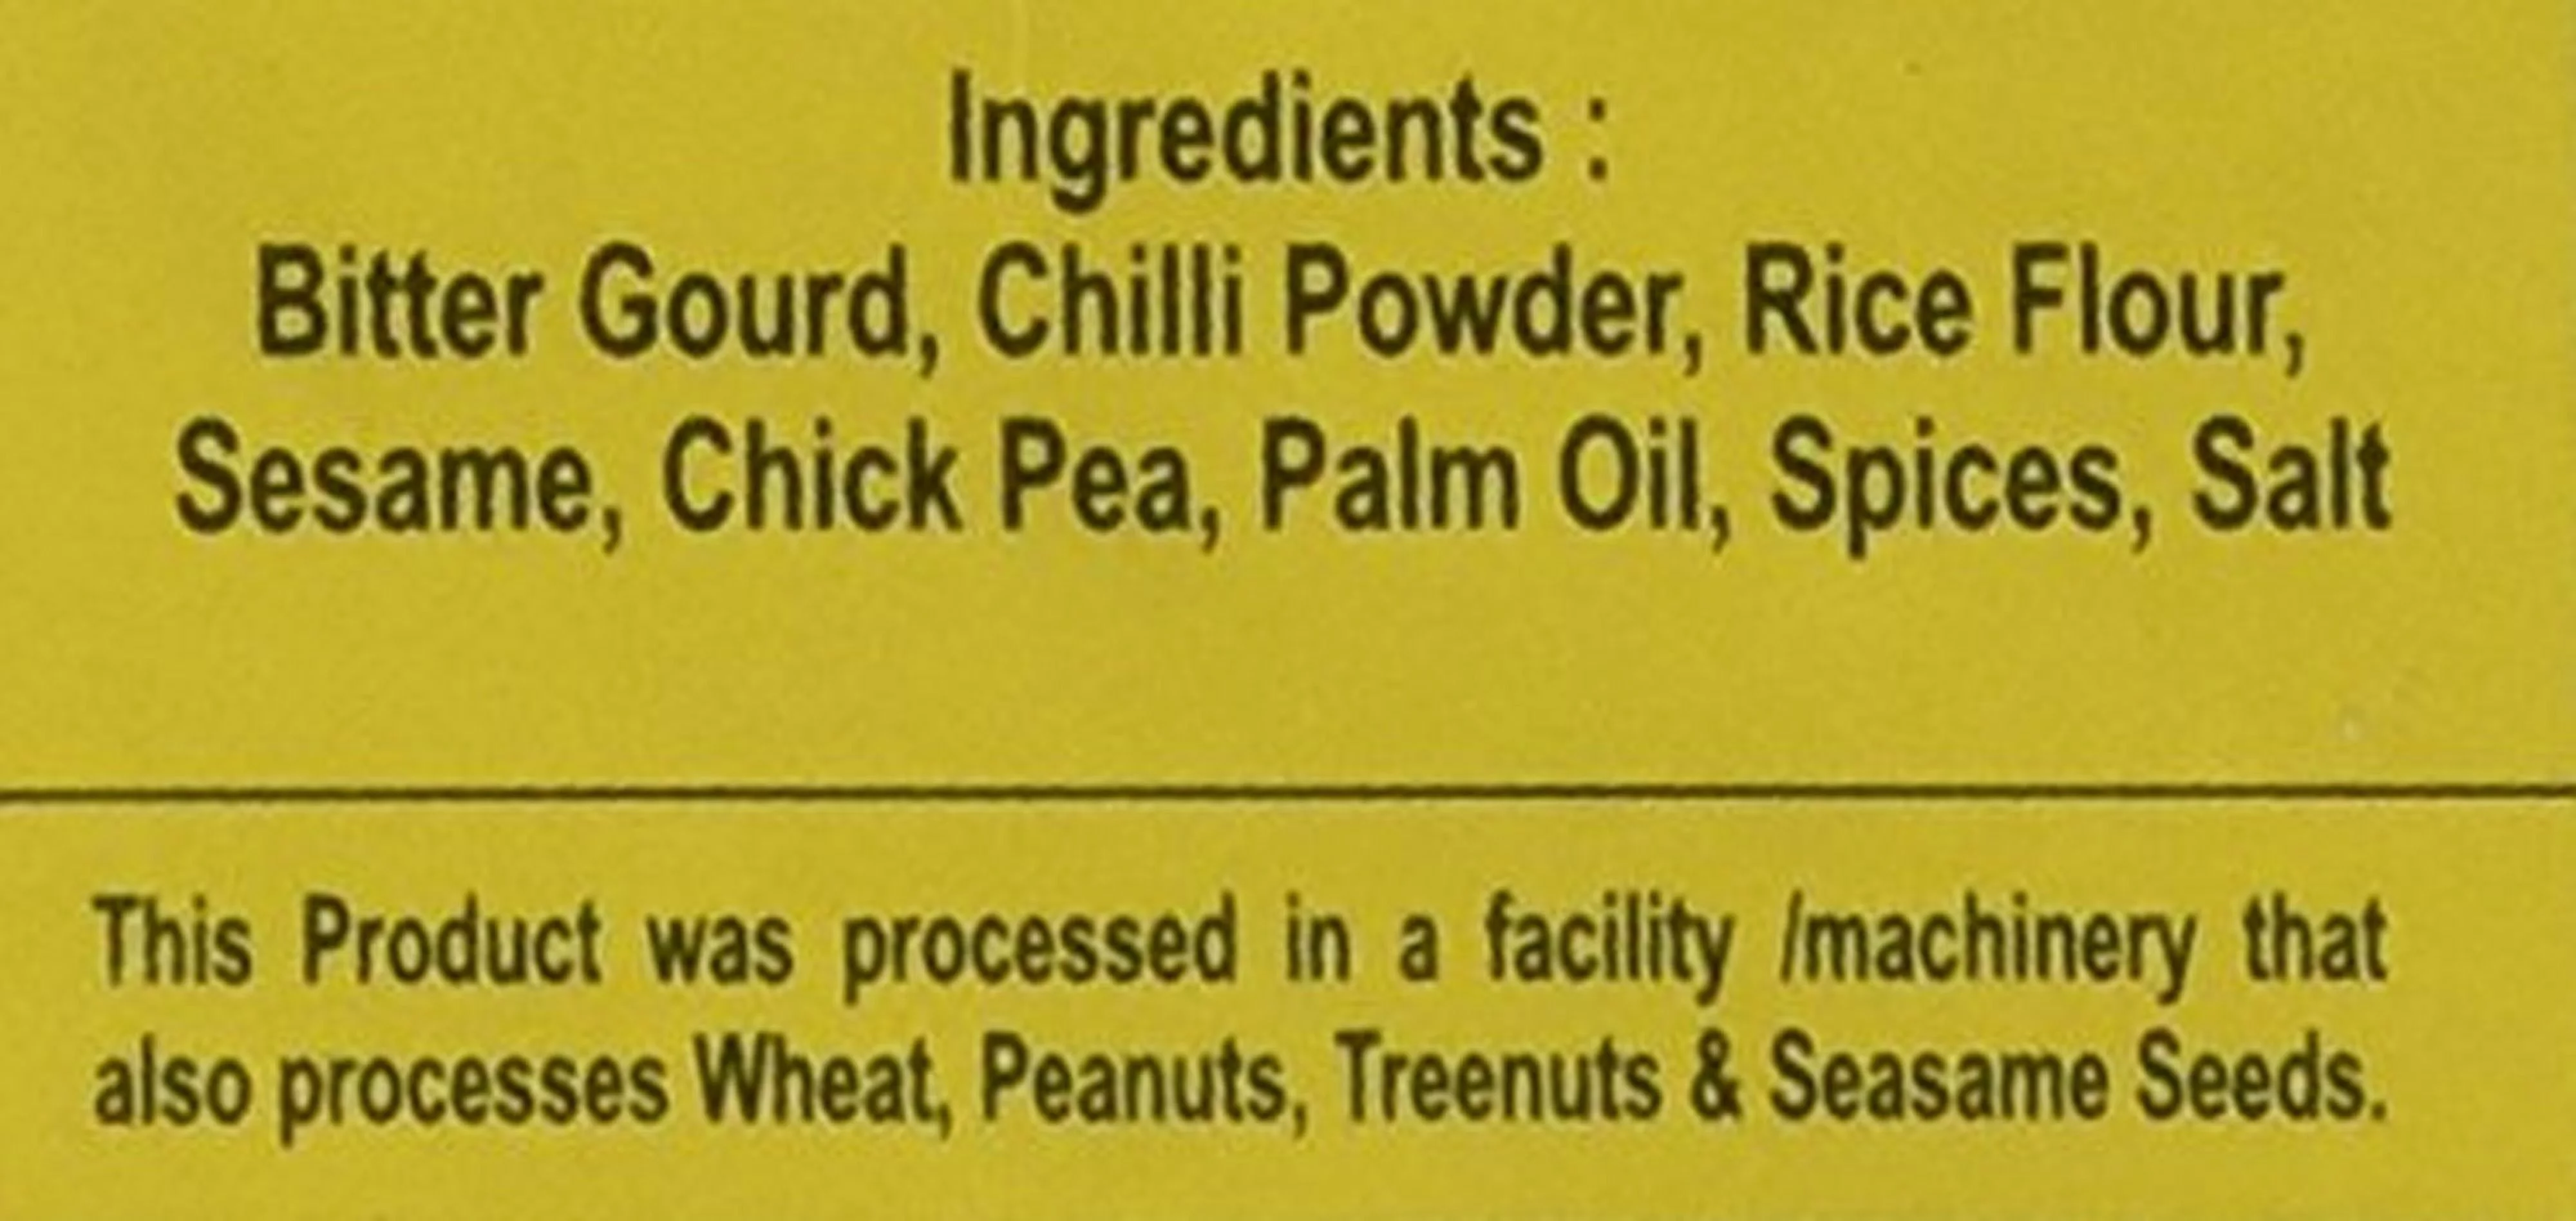 Ingredients :
Bitter Gourd, Chilli Powder, Rice Flour,
Sesame, Chick Pea, Palm Oil, Spices, Salt
This Product was processed in a facility /machinery that
also processes Wheat, Peanuts, Treenuts & Seasame Seeds.